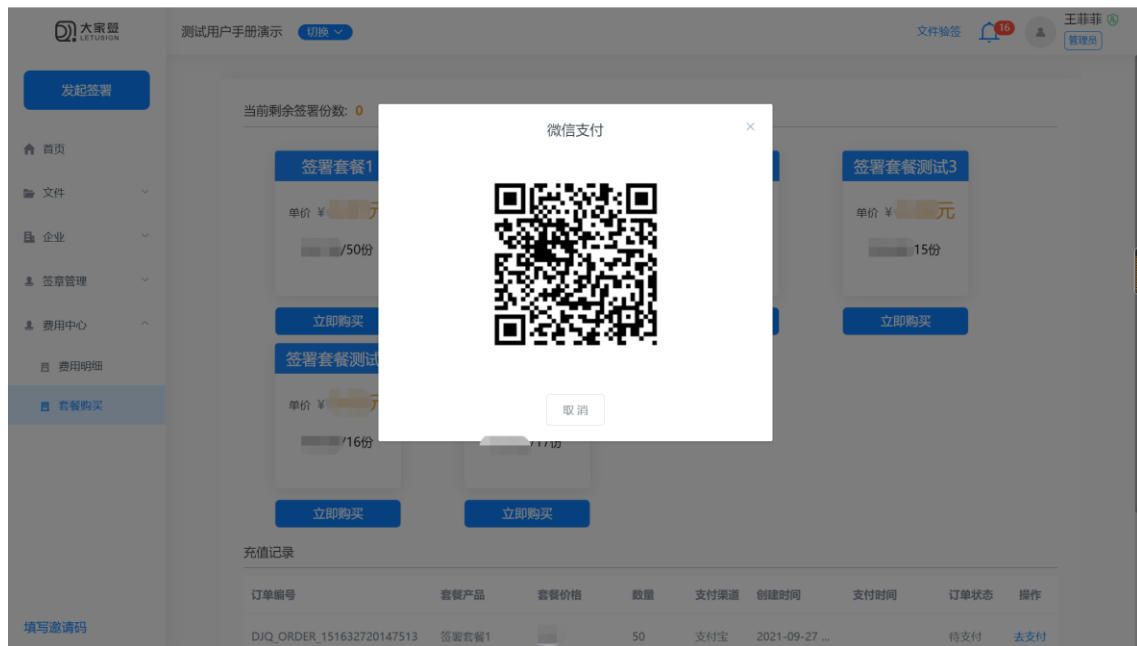 大家签
LETUSIGN
测试用户手册演示
切换
文件验签
16
王菲菲
管理员
发起签署
首页
文件
企业
签章管理
费用中心
费用明细
套餐购买
填写邀请码
当前剩余签署份数: 0
签署套餐1
单价 ¥
/50份
立即购买
签署套餐测试3
单价 ¥ 元
15份
立即购买
签署套餐测试
单价 ¥
/16份
立即购买
/17份
立即购买
微信支付
取 消
充值记录
订单编号 套餐产品 套餐价格 数量 支付渠道 创建时间 支付时间 订单状态 操作
DJQ_ORDER_151632720147513 签署套餐1 50 支付宝 2021-09-27 ... 待支付 去支付